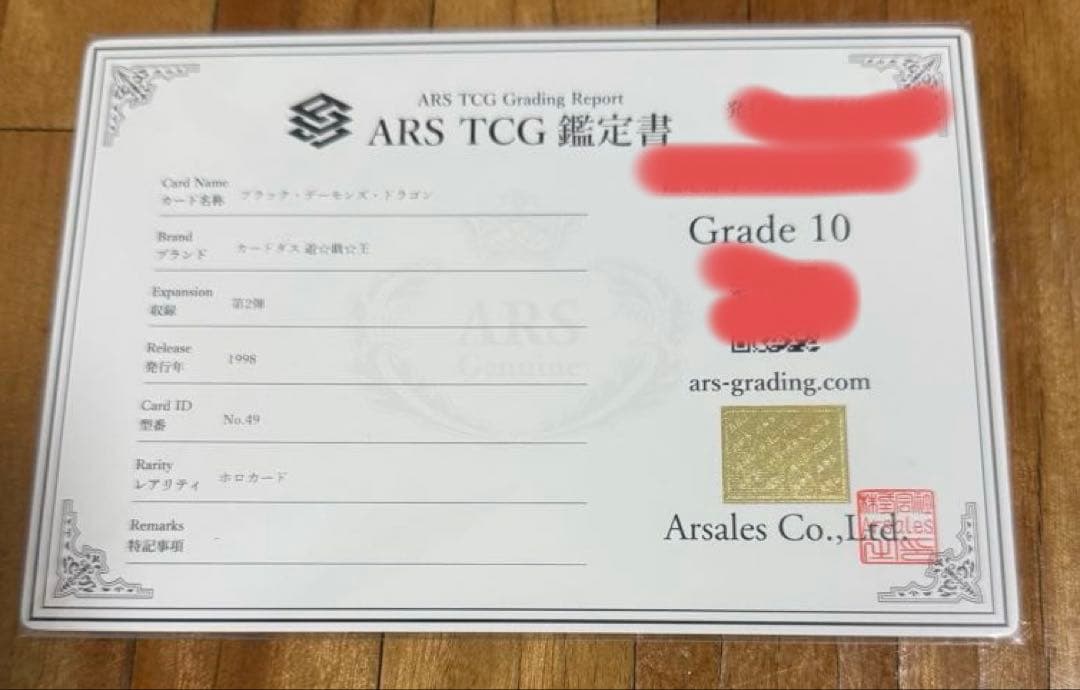 ARS TCG Grading Report
ARS TCG 鑑定書
Card Name
カード名称 ブラック・デーモンズ・ドラゴン
Brand
ブランド カードダス 遊☆戯☆王
Expansion
収録 第2弾
Release
発行年 1998
Card ID
型番 No.49
Rarity
レアリティ ホロカード
Remarks
特記事項 -
ARS
Genuine
Grade 10
ars-grading.com
Arsales Co.,Ltd.
Arsales